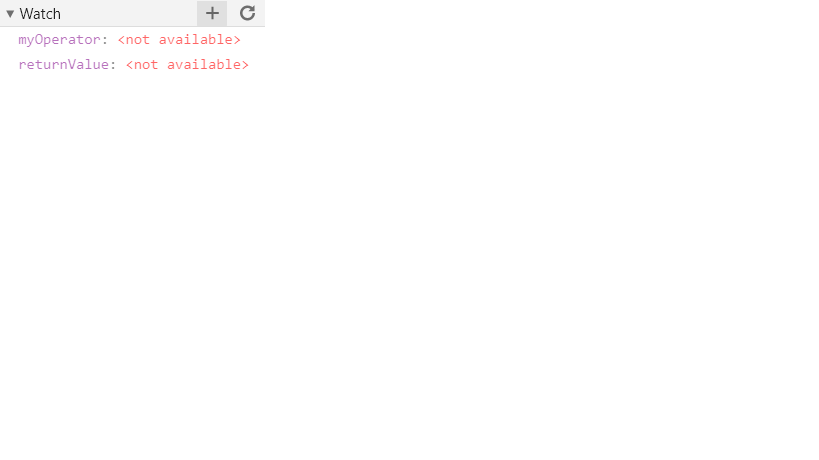 Watch
myOperator: <not available>
returnValue: <not available>